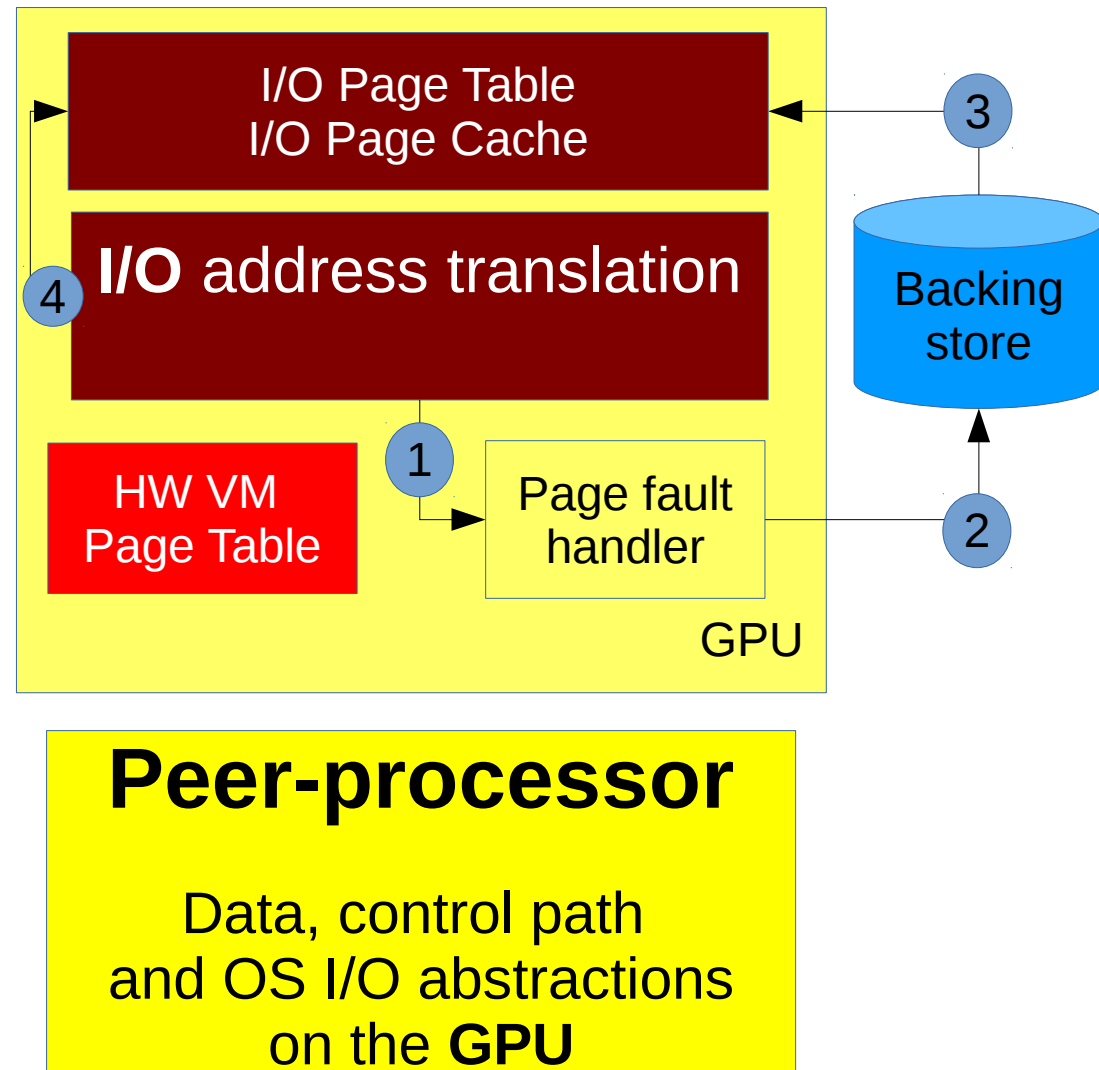 I/O Page Table
I/O Page Cache
3
I/O address translation
4
Backing
store
1
HW VM
Page Table
Page fault
handler
2
GPU
Peer-processor
Data, control path
and OS I/O abstractions
on the GPU